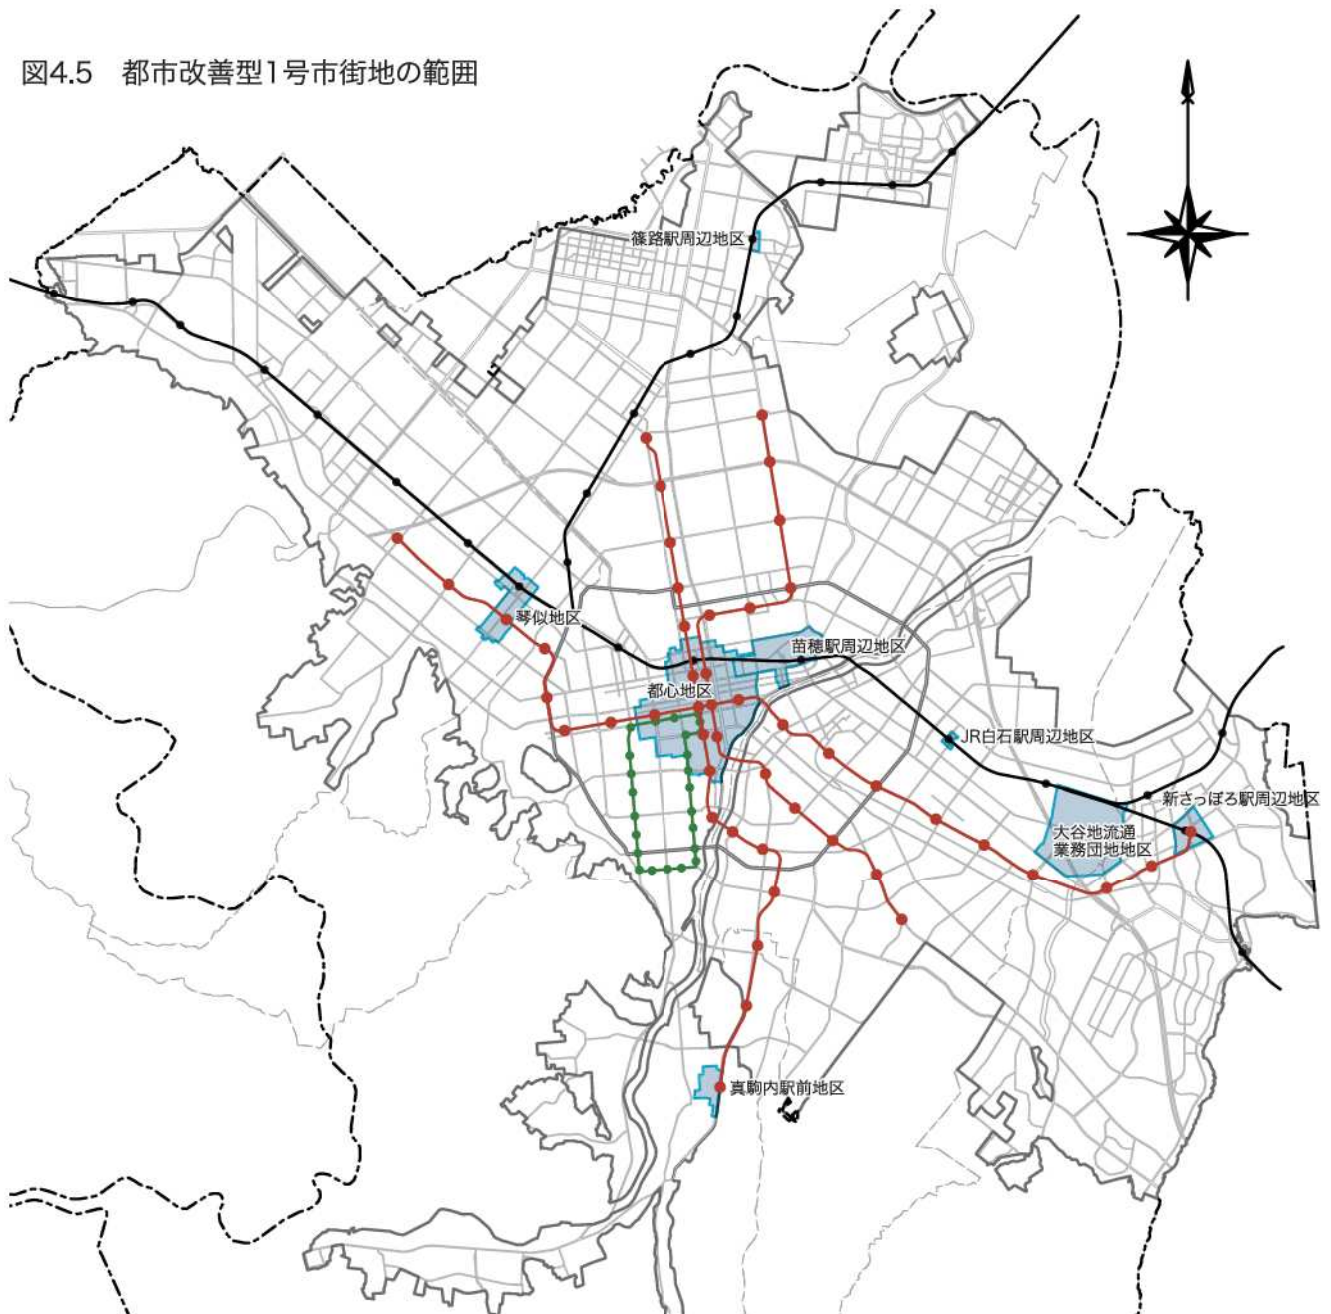 図4.5　都市改善型1号市街地の範囲
篠路駅周辺地区
琴似地区
苗穂駅周辺地区
都心地区
JR白石駅周辺地区
新さっぽろ駅周辺地区
大谷地流通
業務団地地区
真駒内駅前地区